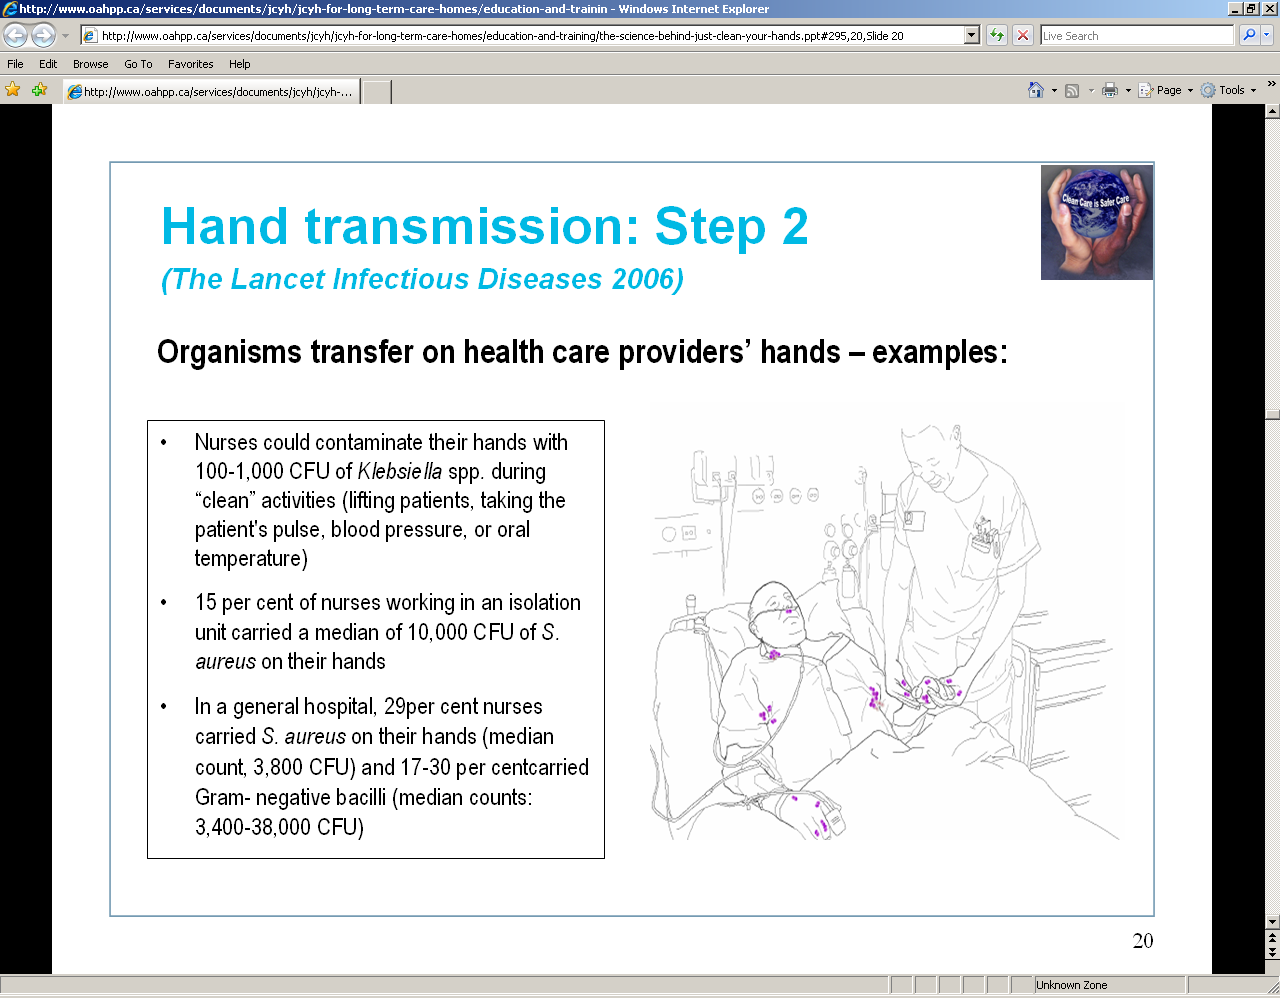 http://www.oahpp.ca/services/documents/jcyh/jcyh-for-long-term-care-homes/education-and-trainin - Windows Internet Explorer
http://www.oahpp.ca/services/documents/jcyh/jcyh-for-long-term-care-homes/education-and-training/the-science-behind-just-clean-your-hands.ppt#295,20,Slide 20
Live Search
File Edit Browse Go To Favorites Help
http://www.oahpp.ca/services/documents/jcyh/jcyh-...
Page Tools
Clean Care is Safer Care
Hand transmission: Step 2
(The Lancet Infectious Diseases 2006)
Organisms transfer on health care providers’ hands – examples:
• Nurses could contaminate their hands with
100-1,000 CFU of Klebsiella spp. during
“clean” activities (lifting patients, taking the
patient's pulse, blood pressure, or oral
temperature)
• 15 per cent of nurses working in an isolation
unit carried a median of 10,000 CFU of S.
aureus on their hands
• In a general hospital, 29per cent nurses
carried S. aureus on their hands (median
count, 3,800 CFU) and 17-30 per centcarried
Gram- negative bacilli (median counts:
3,400-38,000 CFU)
20
Unknown Zone